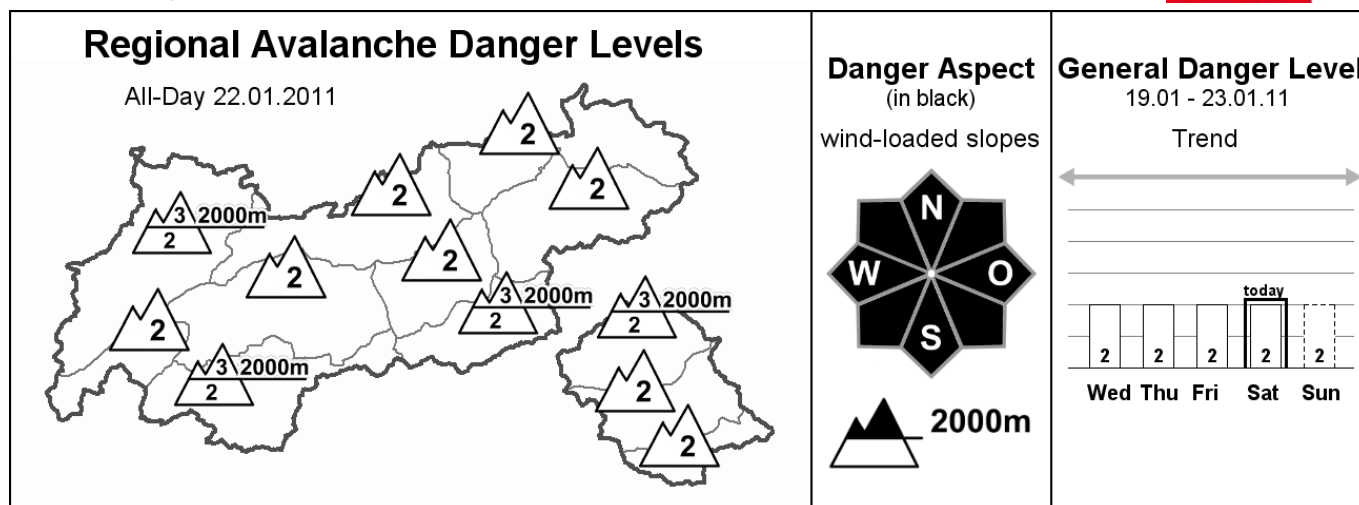 Regional Avalanche Danger Levels
All-Day 22.01.2011
2
2
2
3 2000m
2
2
2
3 2000m
2
3 2000m
2
2
3 2000m
2
2
2
Danger Aspect
(in black)
wind-loaded slopes
N
W
O
S
2000m
General Danger Level
19.01 - 23.01.11
Trend
today
2 2 2 2 2
Wed Thu Fri Sat Sun